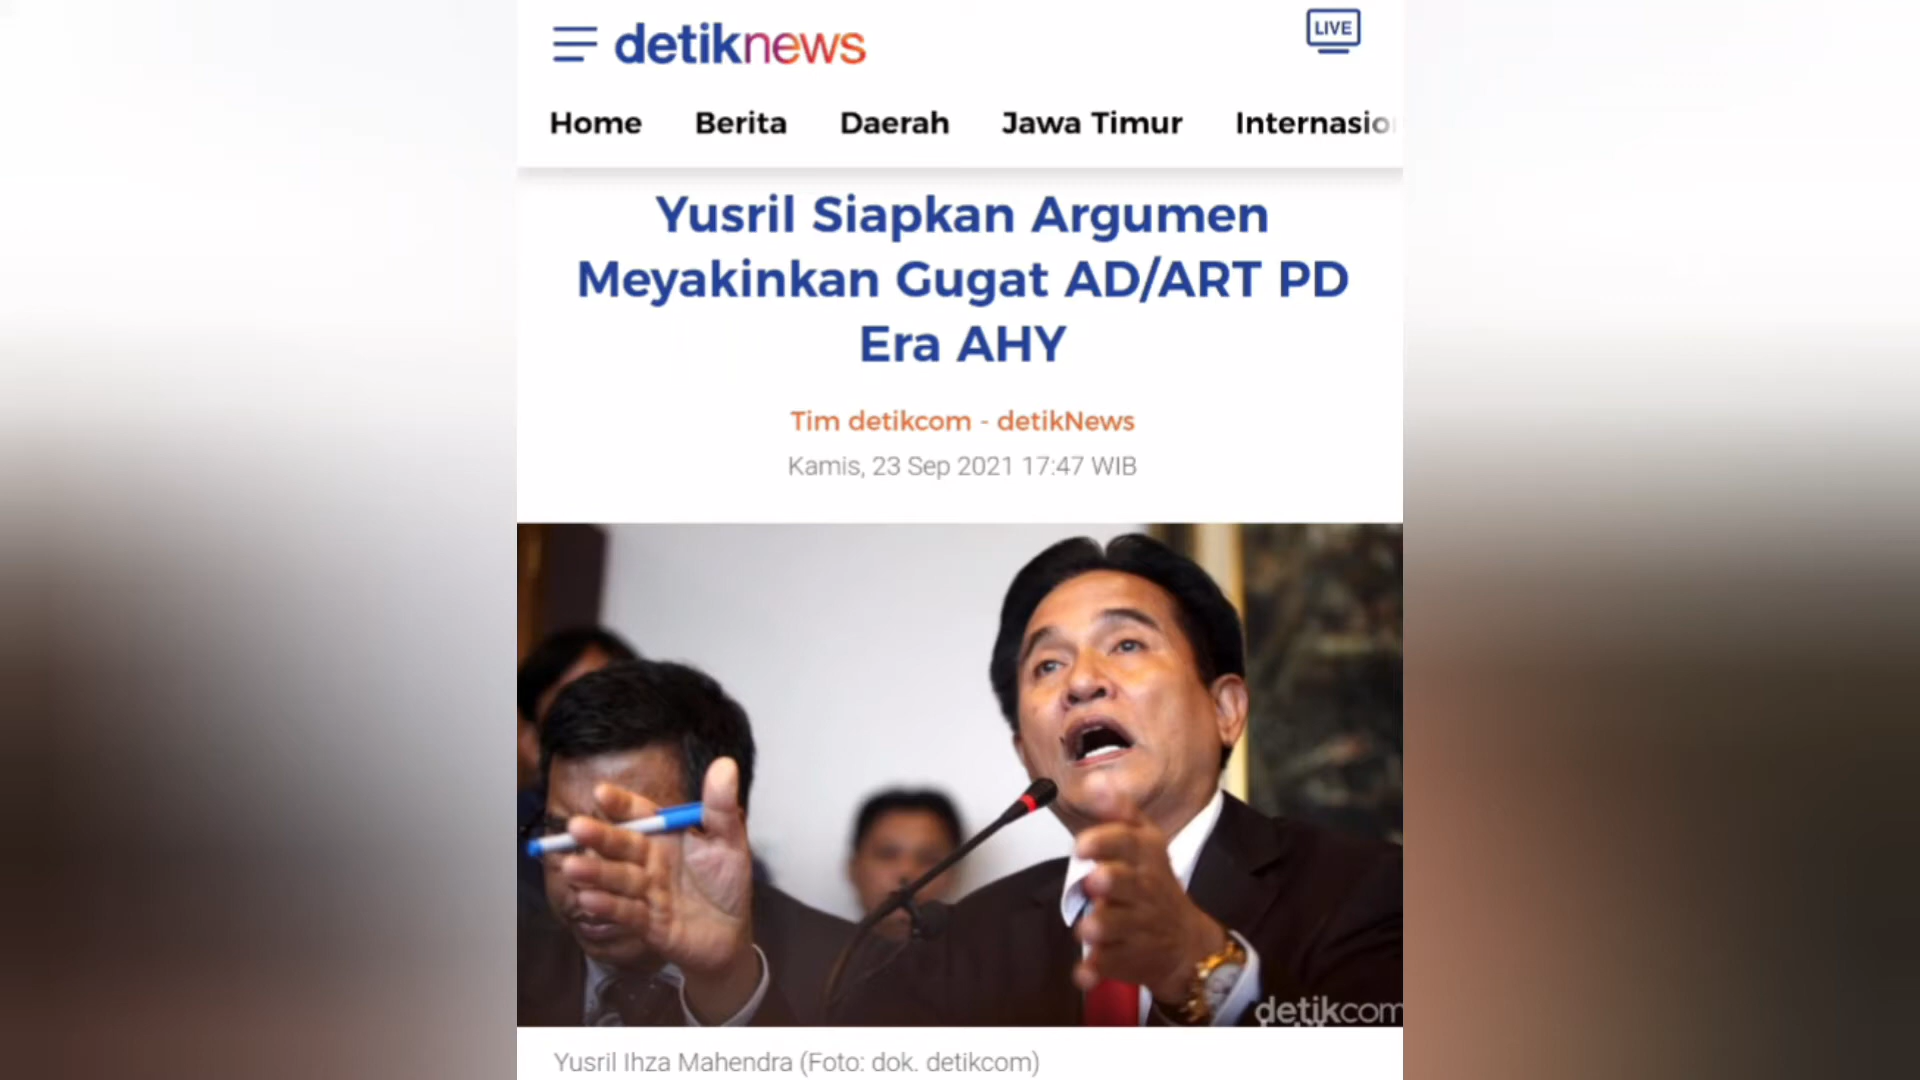 detiknews
LIVE
Home Berita Daerah Jawa Timur Internasio
Yusril Siapkan Argumen
Meyakinkan Gugat AD/ART PD
Era AHY
Tim detikcom - detikNews
Kamis, 23 Sep 2021 17:47 WIB
detikcom
Yusril Ihza Mahendra (Foto: dok. detikcom)